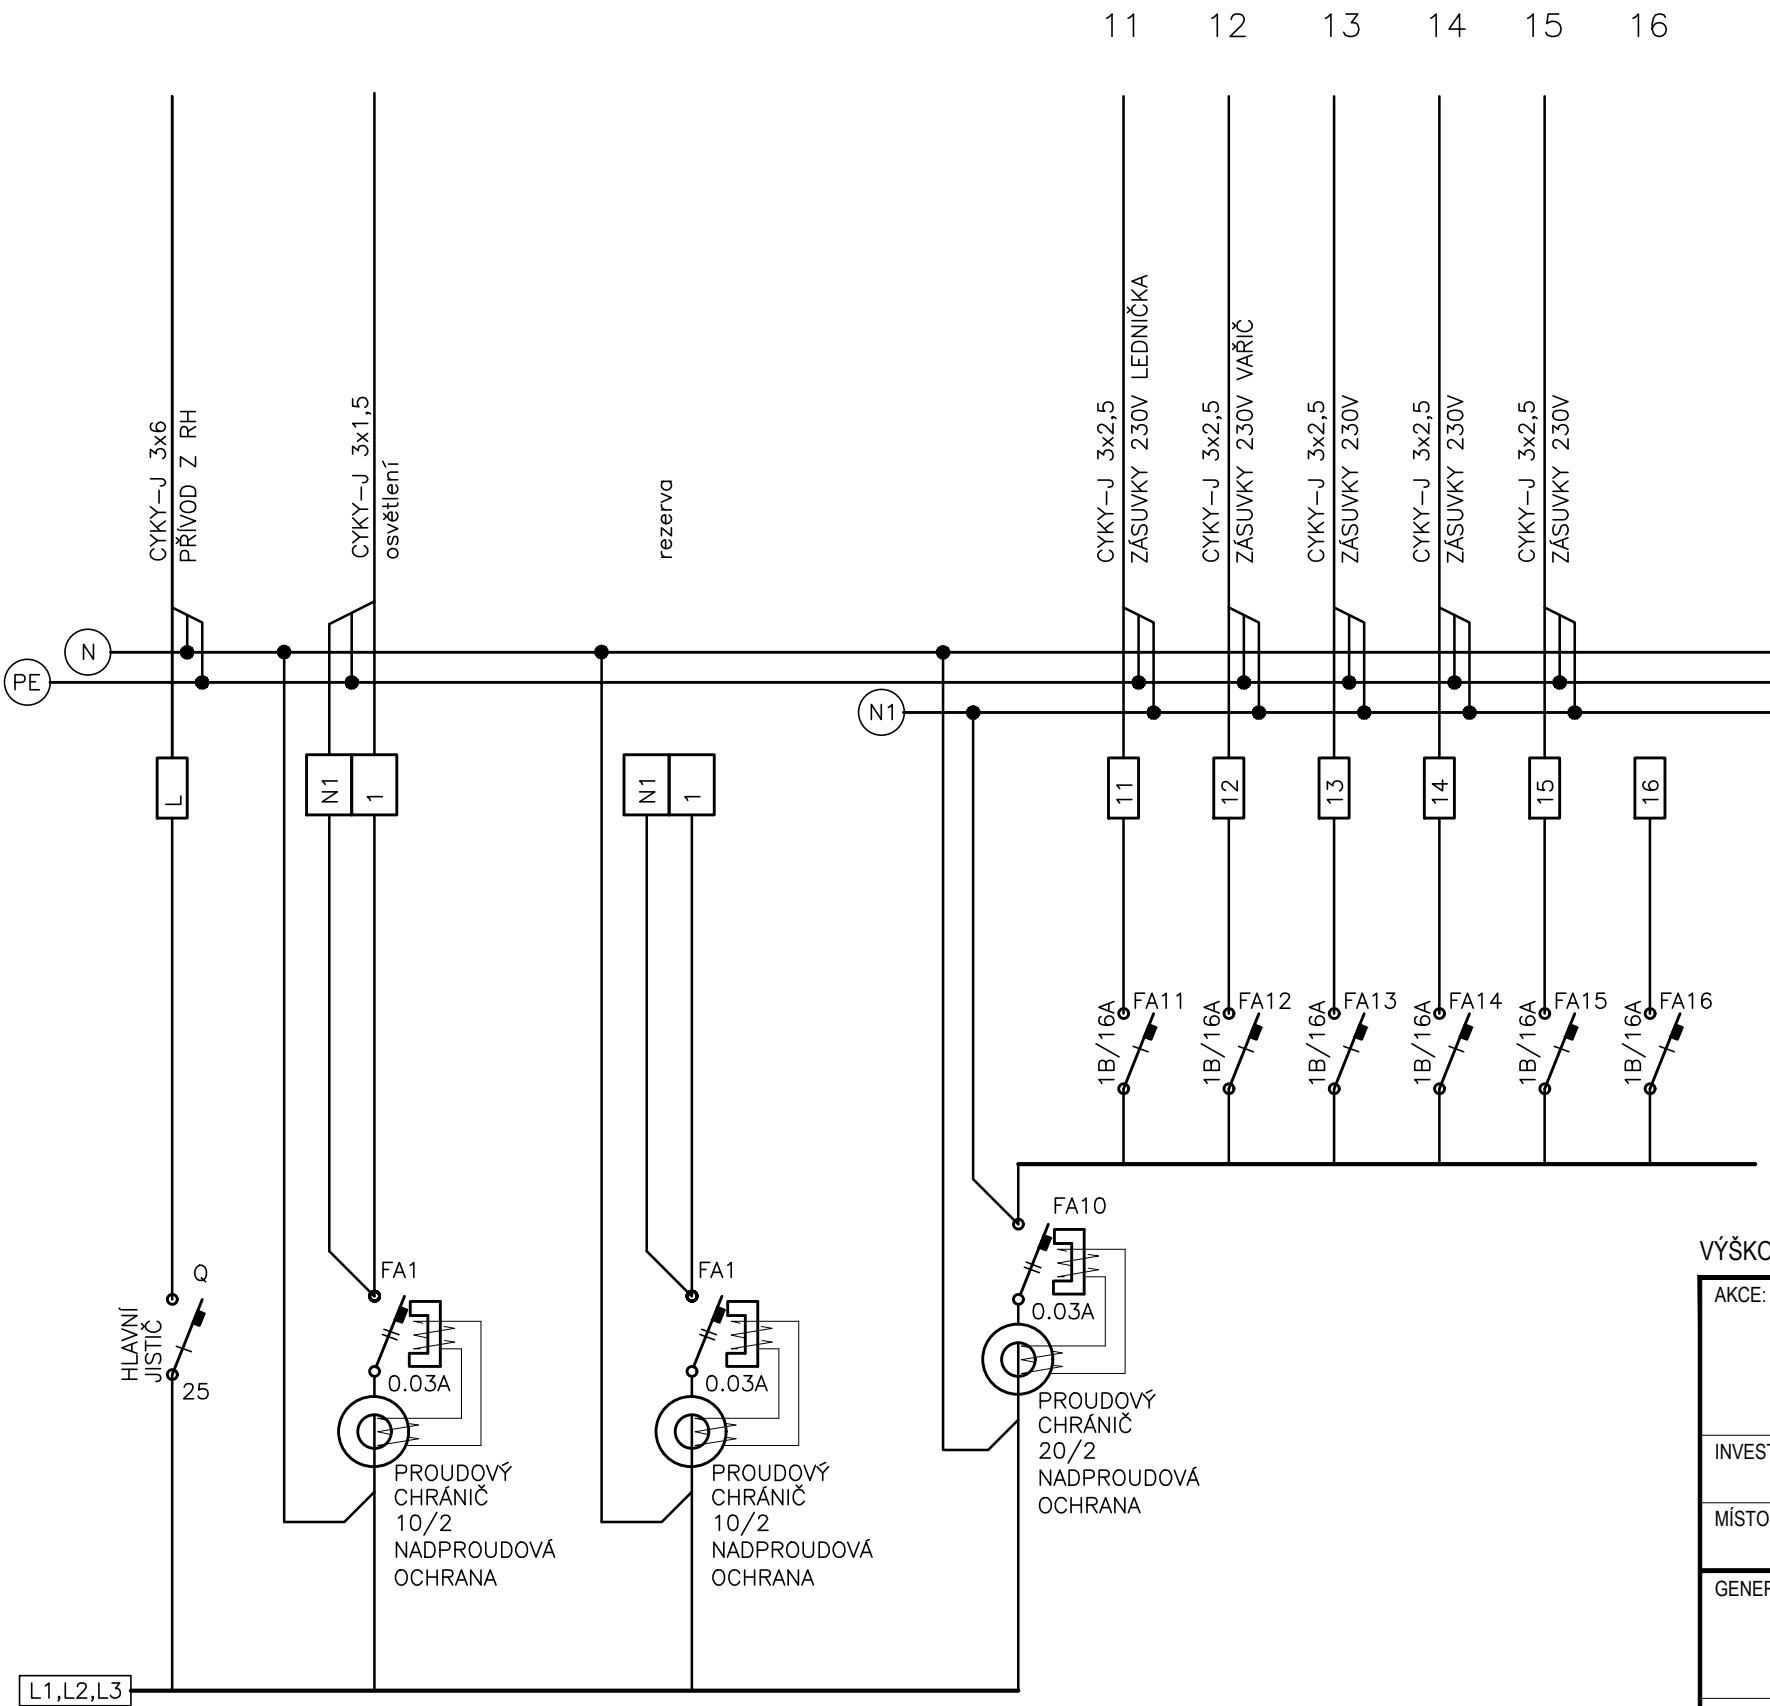 11 12 13 14 15 16
CYKY-J 3x6
PŘÍVOD Z RH
CYKY-J 3x1,5
osvětlení
rezerva
CYKY-J 3x2,5
ZÁSUVKY 230V LEDNIČKA
CYKY-J 3x2,5
ZÁSUVKY 230V VAŘIČ
CYKY-J 3x2,5
ZÁSUVKY 230V
CYKY-J 3x2,5
ZÁSUVKY 230V
CYKY-J 3x2,5
ZÁSUVKY 230V
N
PE
N1
L
N1 1
N1 1
11 12 13 14 15 16
1B/16A FA11
1B/16A FA12
1B/16A FA13
1B/16A FA14
1B/16A FA15
1B/16A FA16
FA10
0.03A
PROUDOVÝ
CHRÁNIČ
20/2
NADPROUDOVÁ
OCHRANA
Q
HLAVNÍ
JISTIČ
25
FA1
0.03A
PROUDOVÝ
CHRÁNIČ
10/2
NADPROUDOVÁ
OCHRANA
FA1
0.03A
PROUDOVÝ
CHRÁNIČ
10/2
NADPROUDOVÁ
OCHRANA
L1,L2,L3
VÝŠKO
AKCE:
INVEST
MÍSTO
GENER